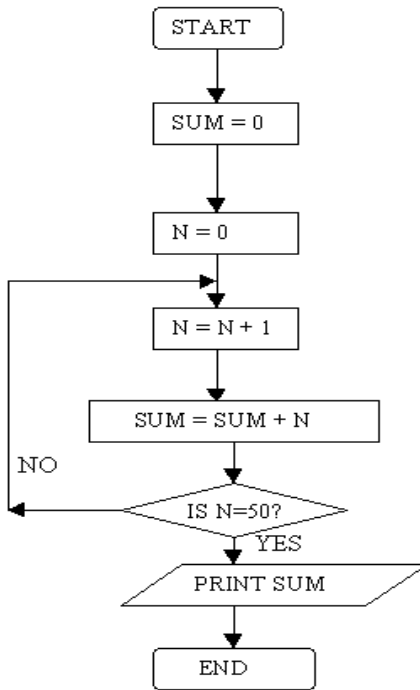 START
SUM = 0
N = 0
N = N + 1
SUM = SUM + N
NO
IS N=50?
YES
PRINT SUM
END